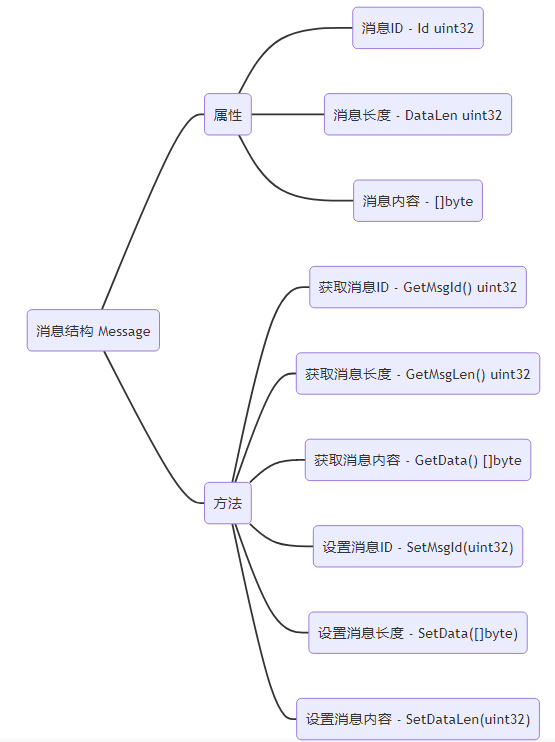 消息结构 Message
属性
消息ID - Id uint32
消息长度 - DataLen uint32
消息内容 - []byte
方法
获取消息ID - GetMsgId() uint32
获取消息长度 - GetMsgLen() uint32
获取消息内容 - GetData() []byte
设置消息ID - SetMsgId(uint32)
设置消息长度 - SetData([]byte)
设置消息内容 - SetDataLen(uint32)